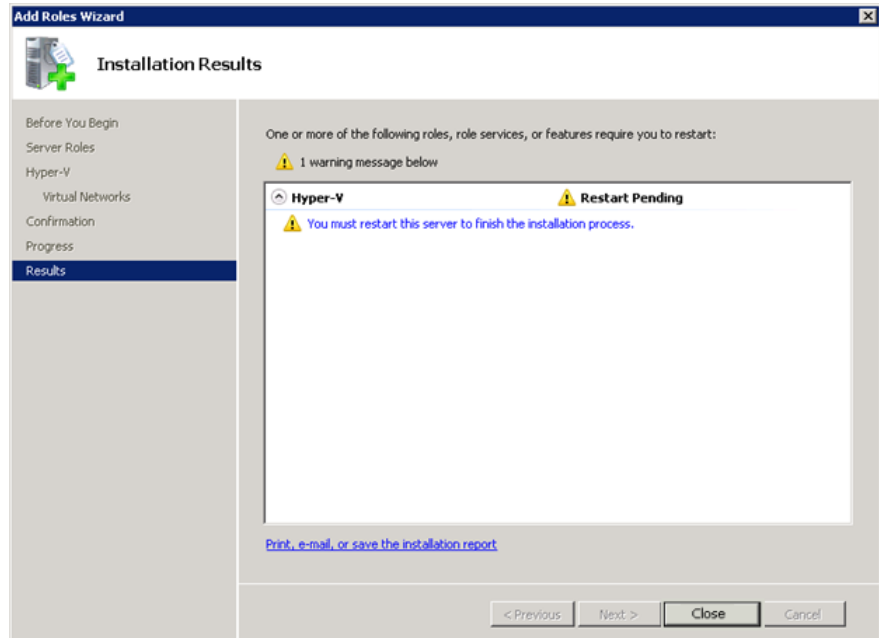 Add Roles Wizard
Installation Results
Before You Begin
Server Roles
Hyper-V
Virtual Networks
Confirmation
Progress
Results
One or more of the following roles, role services, or features require you to restart:
1 warning message below
Hyper-V Restart Pending
You must restart this server to finish the installation process.
Print, e-mail, or save the installation report
< Previous Next > Close Cancel